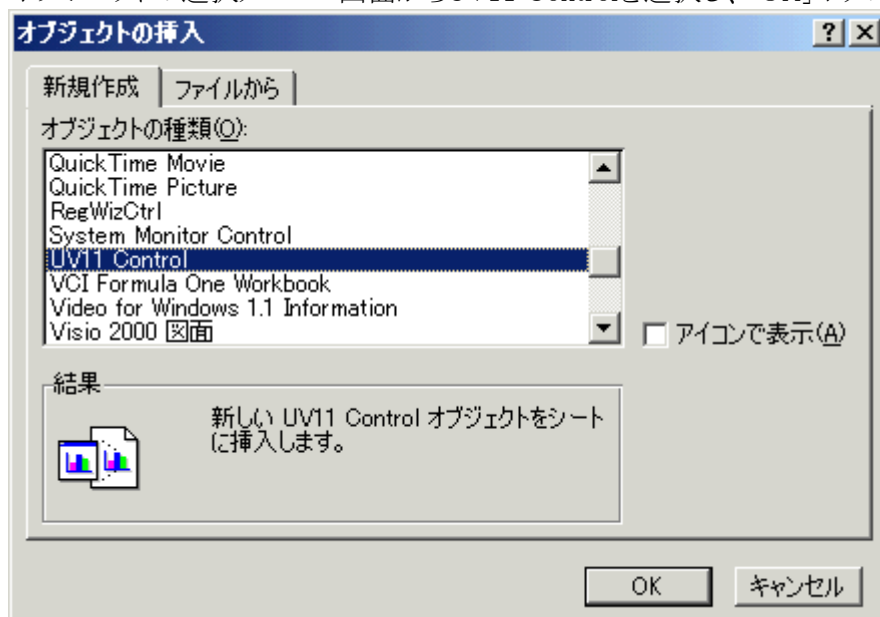 オブジェクトの挿入
新規作成
ファイルから
オブジェクトの種類(O):
QuickTime Movie
QuickTime Picture
RegWizCtrl
System Monitor Control
UV11 Control
VCI Formula One Workbook
Video for Windows 1.1 Information
Visio 2000 図面
アイコンで表示(A)
結果
新しい UV11 Control オブジェクトをシート
に挿入します。
OK
キャンセル